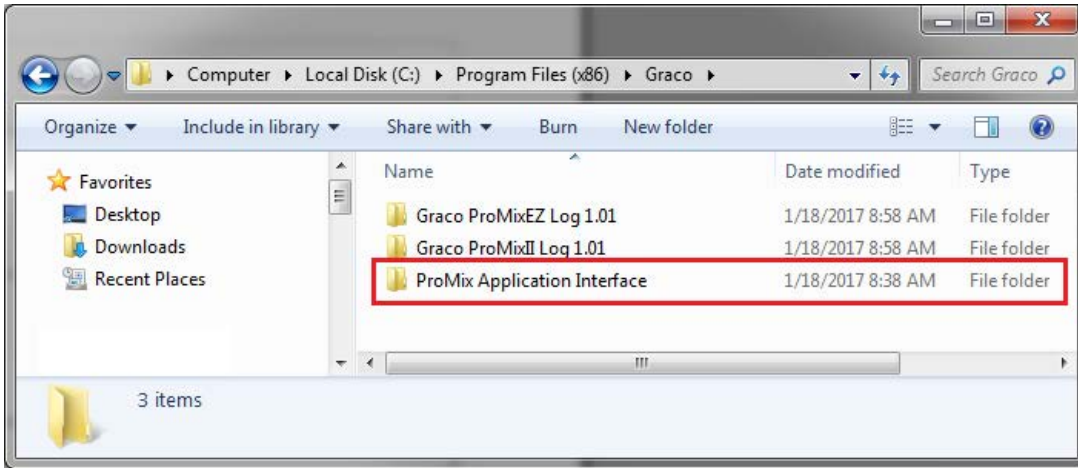 Computer Local Disk (C:) Program Files (x86) Graco Search Graco
Organize Include in library Share with Burn New folder
Favorites
Desktop
Downloads
Recent Places
Name Date modified Type
Graco ProMixEZ Log 1.01 1/18/2017 8:58 AM File folder
Graco ProMixII Log 1.01 1/18/2017 8:58 AM File folder
ProMix Application Interface 1/18/2017 8:38 AM File folder
3 items